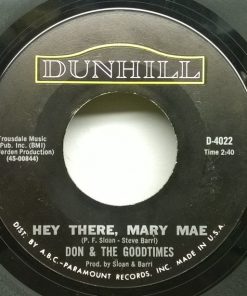 DUNHILL
Trousdale Music
Pub. Inc. (BMI)
Jerden Production)
(45-00844)
D-4022
Time 2:40
HEY THERE, MARY MAE
(P. F. Sloan - Steve Barri)
DON & THE GOODTIMES
Prod. by Sloan & Barri
DIST. BY A.B.C.-PARAMOUNT RECORDS, INC. MADE IN U.S.A.